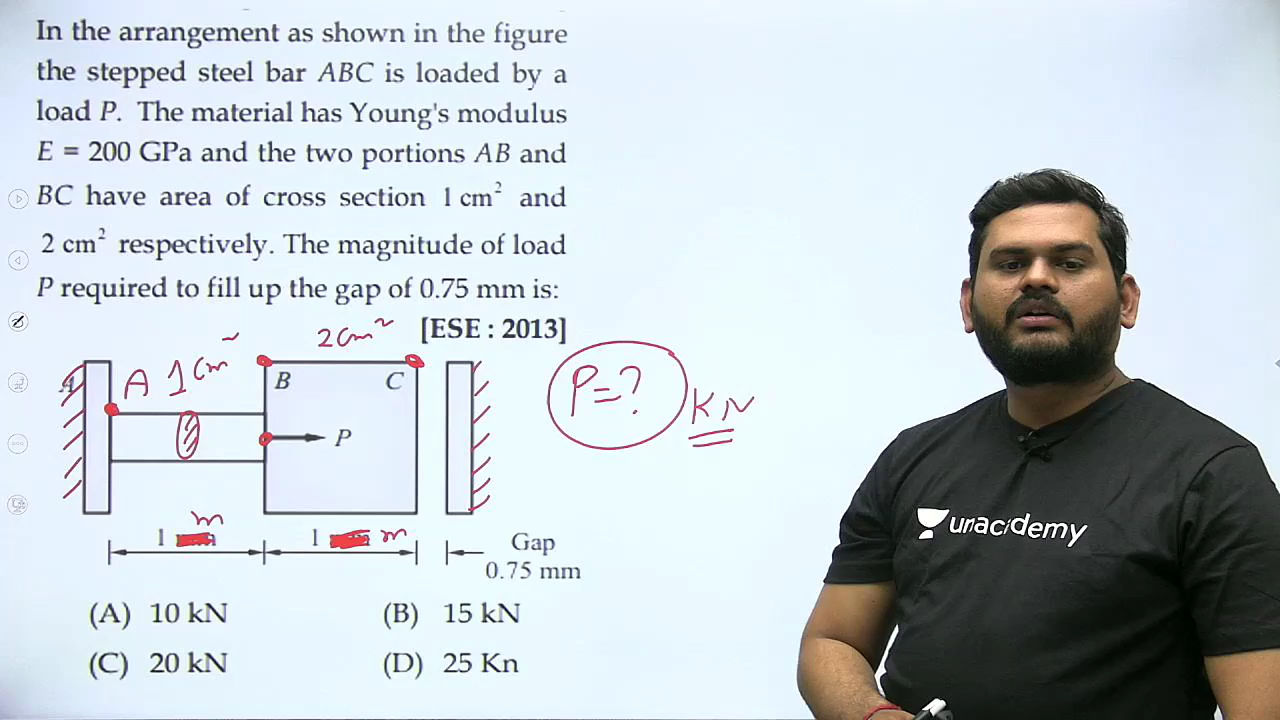 In the arrangement as shown in the figure
the stepped steel bar ABC is loaded by a
load P. The material has Young's modulus
E = 200 GPa and the two portions AB and
BC have area of cross section 1 cm² and
2 cm² respectively. The magnitude of load
P required to fill up the gap of 0.75 mm is:
[ESE : 2013]
2cm²
A 1cm²
B
C
P
P=?
KN
unacademy
m
1
1 m
Gap
0.75 mm
(A) 10 kN
(B) 15 kN
(C) 20 kN
(D) 25 Kn